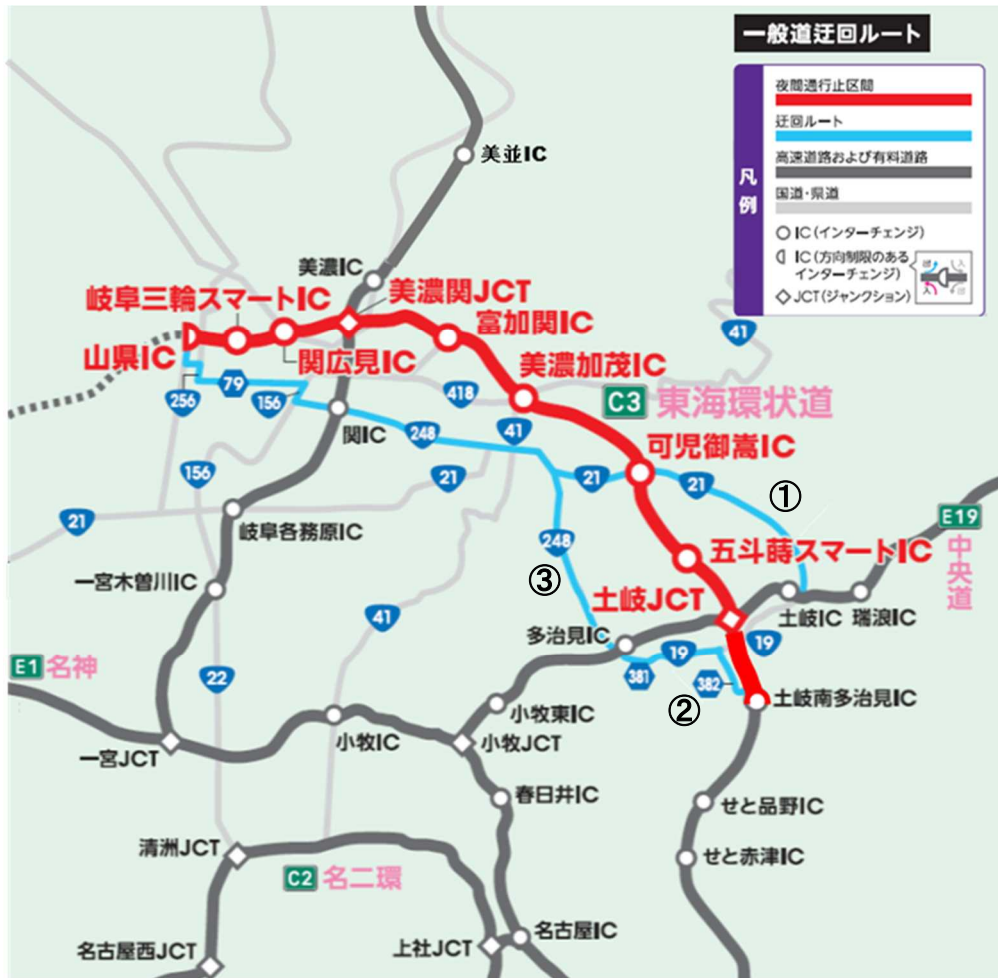 一般道迂回ルート
凡例
夜間通行止区間
迂回ルート
高速道路および有料道路
国道・県道
IC（インターチェンジ）
IC（方向制限のある
インターチェンジ）
JCT（ジャンクション）
美並IC
美濃IC
岐阜三輪スマートIC
美濃関JCT
富加関IC
41
山県IC
関広見IC
美濃加茂IC
79
256
156
418
C3 東海環状道
関IC
248
41
可児御嵩IC
156
21
21
21
①
21
岐阜各務原IC
E19
中央道
248
五斗蒔スマートIC
一宮木曽川IC
③
土岐JCT
土岐IC
瑞浪IC
41
多治見IC
19
19
E1 名神
22
381
382
②
土岐南多治見IC
小牧東IC
小牧IC
小牧JCT
一宮JCT
春日井IC
せと品野IC
清洲JCT
せと赤津IC
C2 名二環
名古屋西JCT
上社JCT
名古屋IC